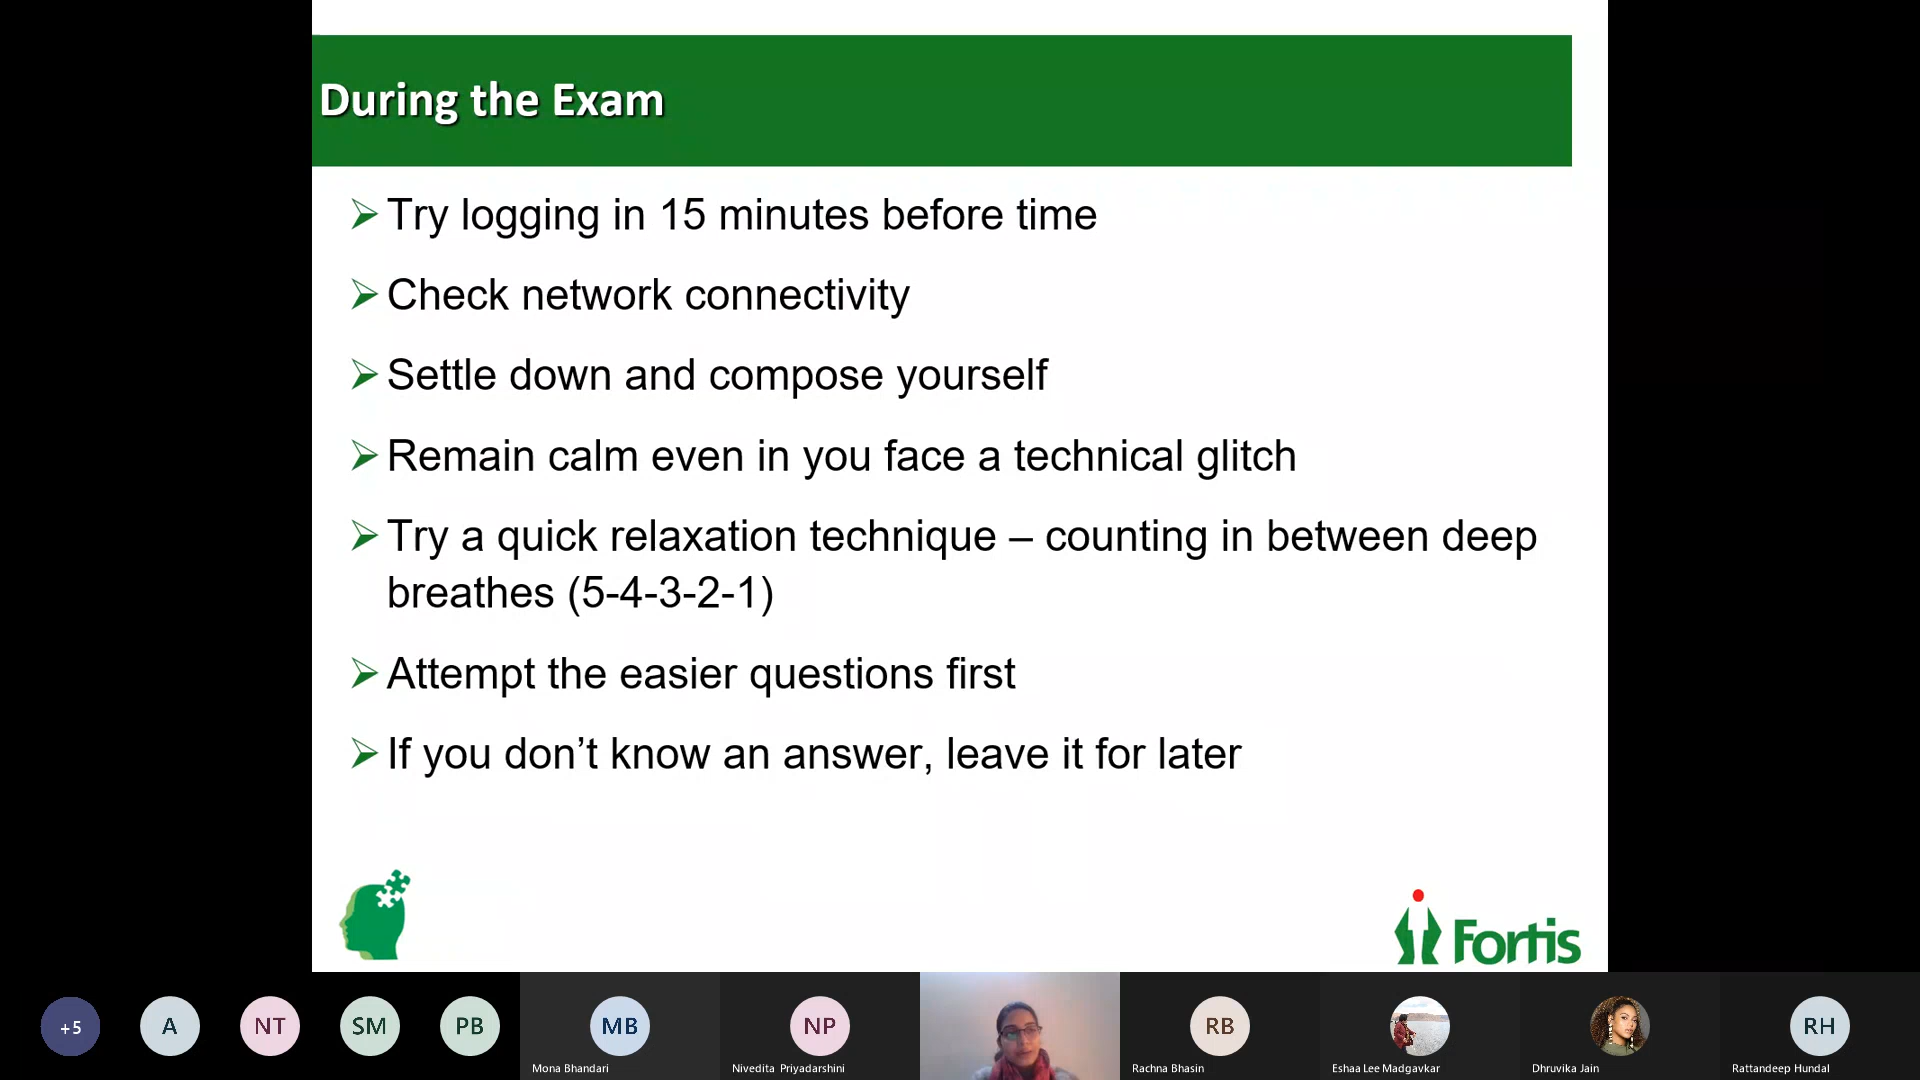 During the Exam
Try logging in 15 minutes before time
Check network connectivity
Settle down and compose yourself
Remain calm even in you face a technical glitch
Try a quick relaxation technique – counting in between deep
breathes (5-4-3-2-1)
Attempt the easier questions first
If you don’t know an answer, leave it for later
Fortis
+5
A
NT
SM
PB
MB
NP
RB
RH
Mona Bhandari
Nivedita Priyadarshini
Rachna Bhasin
Eshaa Lee Madgavkar
Dhruvika Jain
Rattandeep Hundal